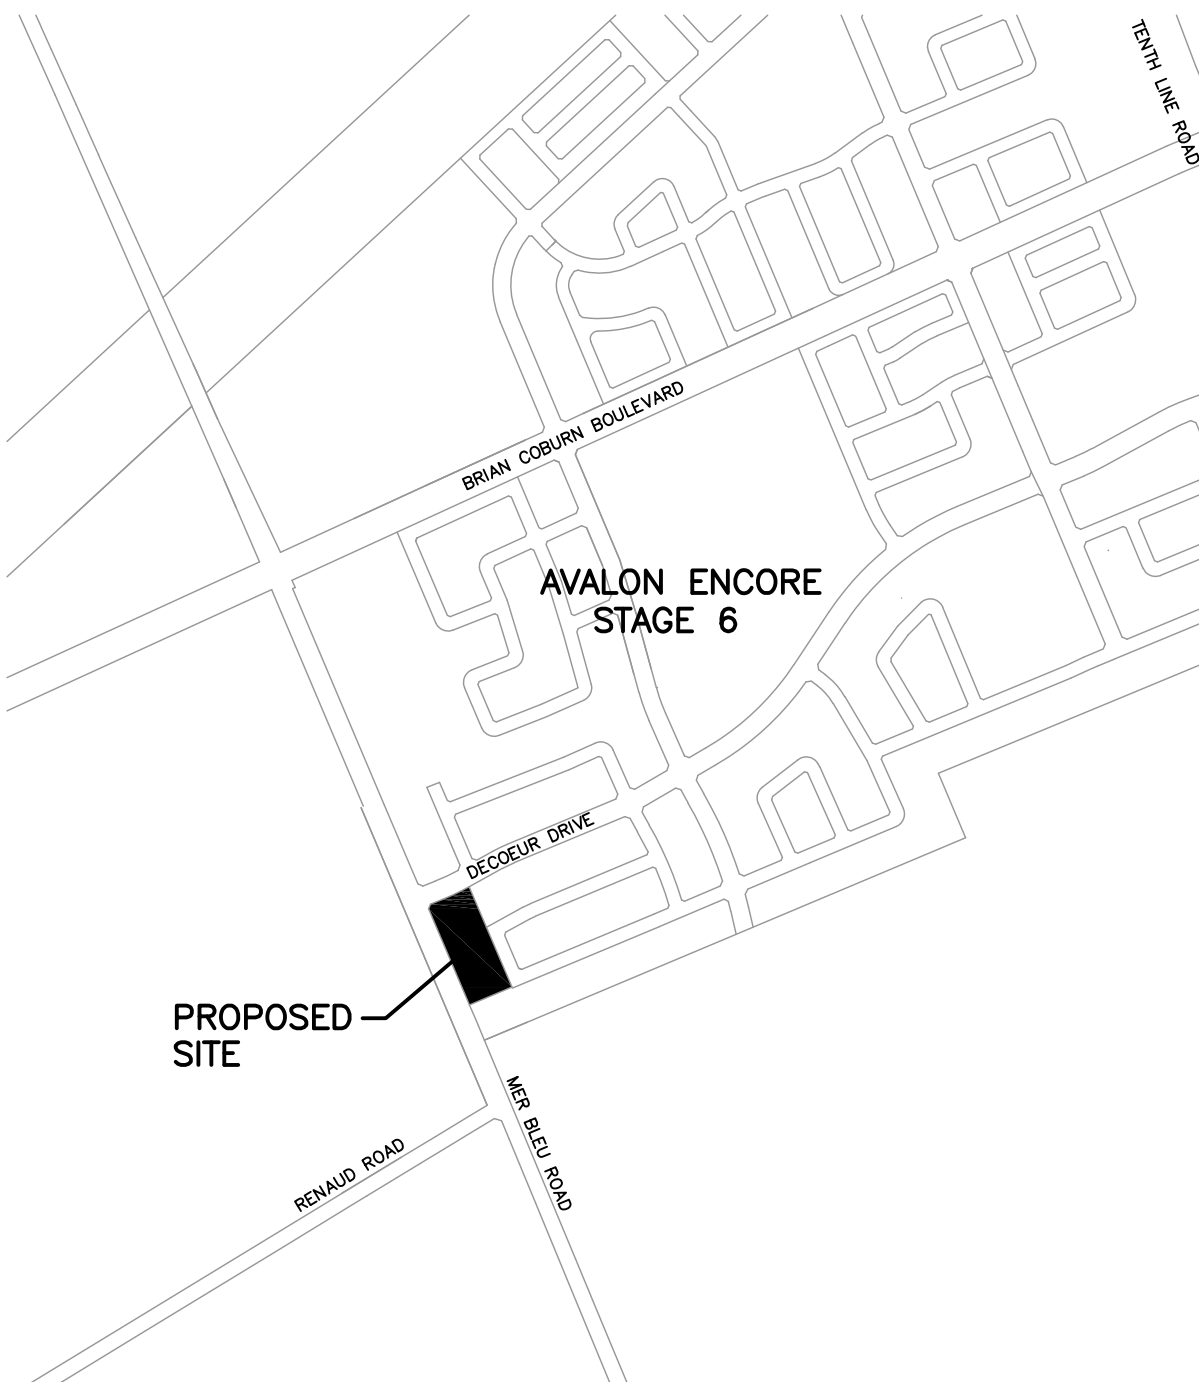 TENTH LINE ROAD
BRIAN COBURN BOULEVARD
AVALON ENCORE
STAGE 6
DECOEUR DRIVE
PROPOSED
SITE
MER BLEU ROAD
RENAUD ROAD